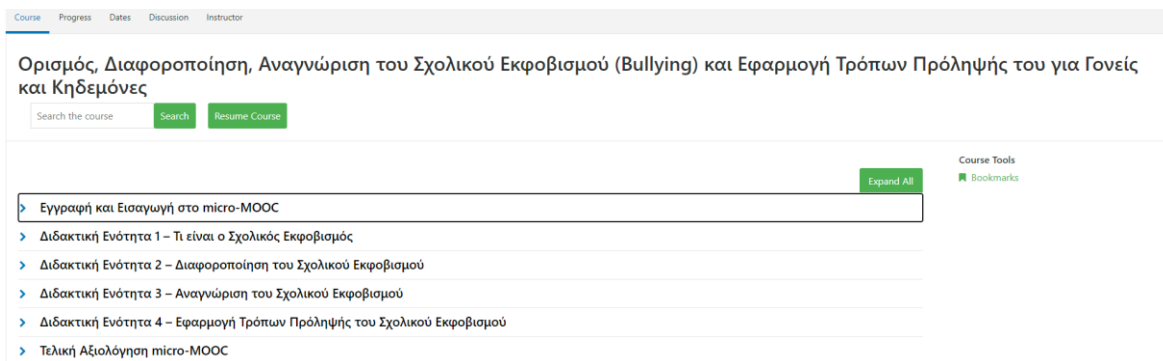 Course Progress Dates Discussion Instructor
Ορισμός, Διαφοροποίηση, Αναγνώριση του Σχολικού Εκφοβισμού (Bullying) και Εφαρμογή Τρόπων Πρόληψής του για Γονείς
και Κηδεμόνες
Search the course Search Resume Course
Course Tools
Expand All Bookmarks
Εγγραφή και Εισαγωγή στο micro-MOOC
Διδακτική Ενότητα 1 – Τι είναι ο Σχολικός Εκφοβισμός
Διδακτική Ενότητα 2 – Διαφοροποίηση του Σχολικού Εκφοβισμού
Διδακτική Ενότητα 3 – Αναγνώριση του Σχολικού Εκφοβισμού
Διδακτική Ενότητα 4 – Εφαρμογή Τρόπων Πρόληψής του Σχολικού Εκφοβισμού
Τελική Αξιολόγηση micro-MOOC